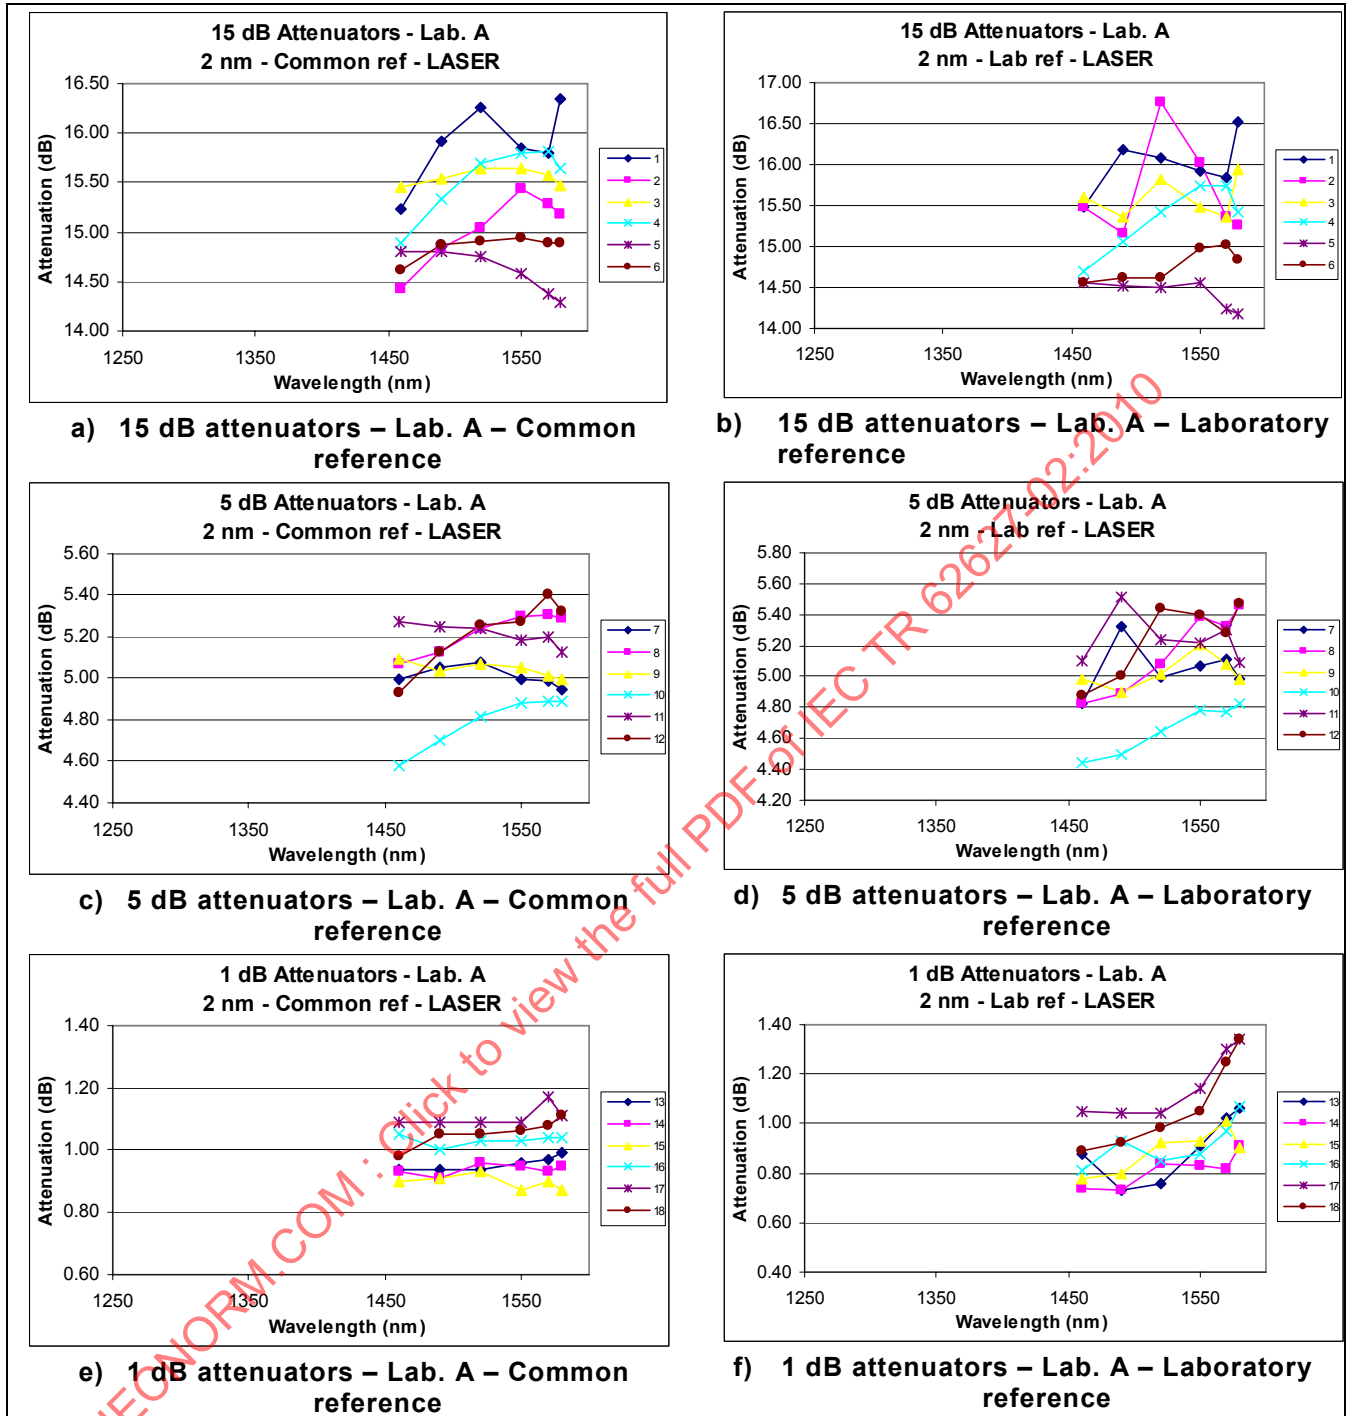 15 dB Attenuators - Lab. A
2 nm - Common ref - LASER
Attenuation (dB)
16.50
16.00
15.50
15.00
14.50
14.00
1250 1350 1450 1550
Wavelength (nm)
1
2
3
4
5
6
a) 15 dB attenuators – Lab. A – Common
reference
15 dB Attenuators - Lab. A
2 nm - Lab ref - LASER
Attenuation (dB)
17.00
16.50
16.00
15.50
15.00
14.50
14.00
1250 1350 1450 1550
Wavelength (nm)
1
2
3
4
5
6
b) 15 dB attenuators – Lab. A – Laboratory
reference
5 dB Attenuators - Lab. A
2 nm - Common ref - LASER
Attenuation (dB)
5.60
5.40
5.20
5.00
4.80
4.60
4.40
1250 1350 1450 1550
Wavelength (nm)
7
8
9
10
11
12
c) 5 dB attenuators – Lab. A – Common
reference
5 dB Attenuators - Lab. A
2 nm - Lab ref - LASER
Attenuation (dB)
5.80
5.60
5.40
5.20
5.00
4.80
4.60
4.40
4.20
1250 1350 1450 1550
Wavelength (nm)
7
8
9
10
11
12
d) 5 dB attenuators – Lab. A – Laboratory
reference
1 dB Attenuators - Lab. A
2 nm - Common ref - LASER
Attenuation (dB)
1.40
1.20
1.00
0.80
0.60
1250 1350 1450 1550
Wavelength (nm)
13
14
15
16
17
18
e) 1 dB attenuators – Lab. A – Common
reference
1 dB Attenuators - Lab. A
2 nm - Lab ref - LASER
Attenuation (dB)
1.40
1.20
1.00
0.80
0.60
0.40
1250 1350 1450 1550
Wavelength (nm)
13
14
15
16
17
18
f) 1 dB attenuators – Lab. A – Laboratory
reference
IECNORM.COM : Click to view the full PDF of IEC TR 62627-02:2010